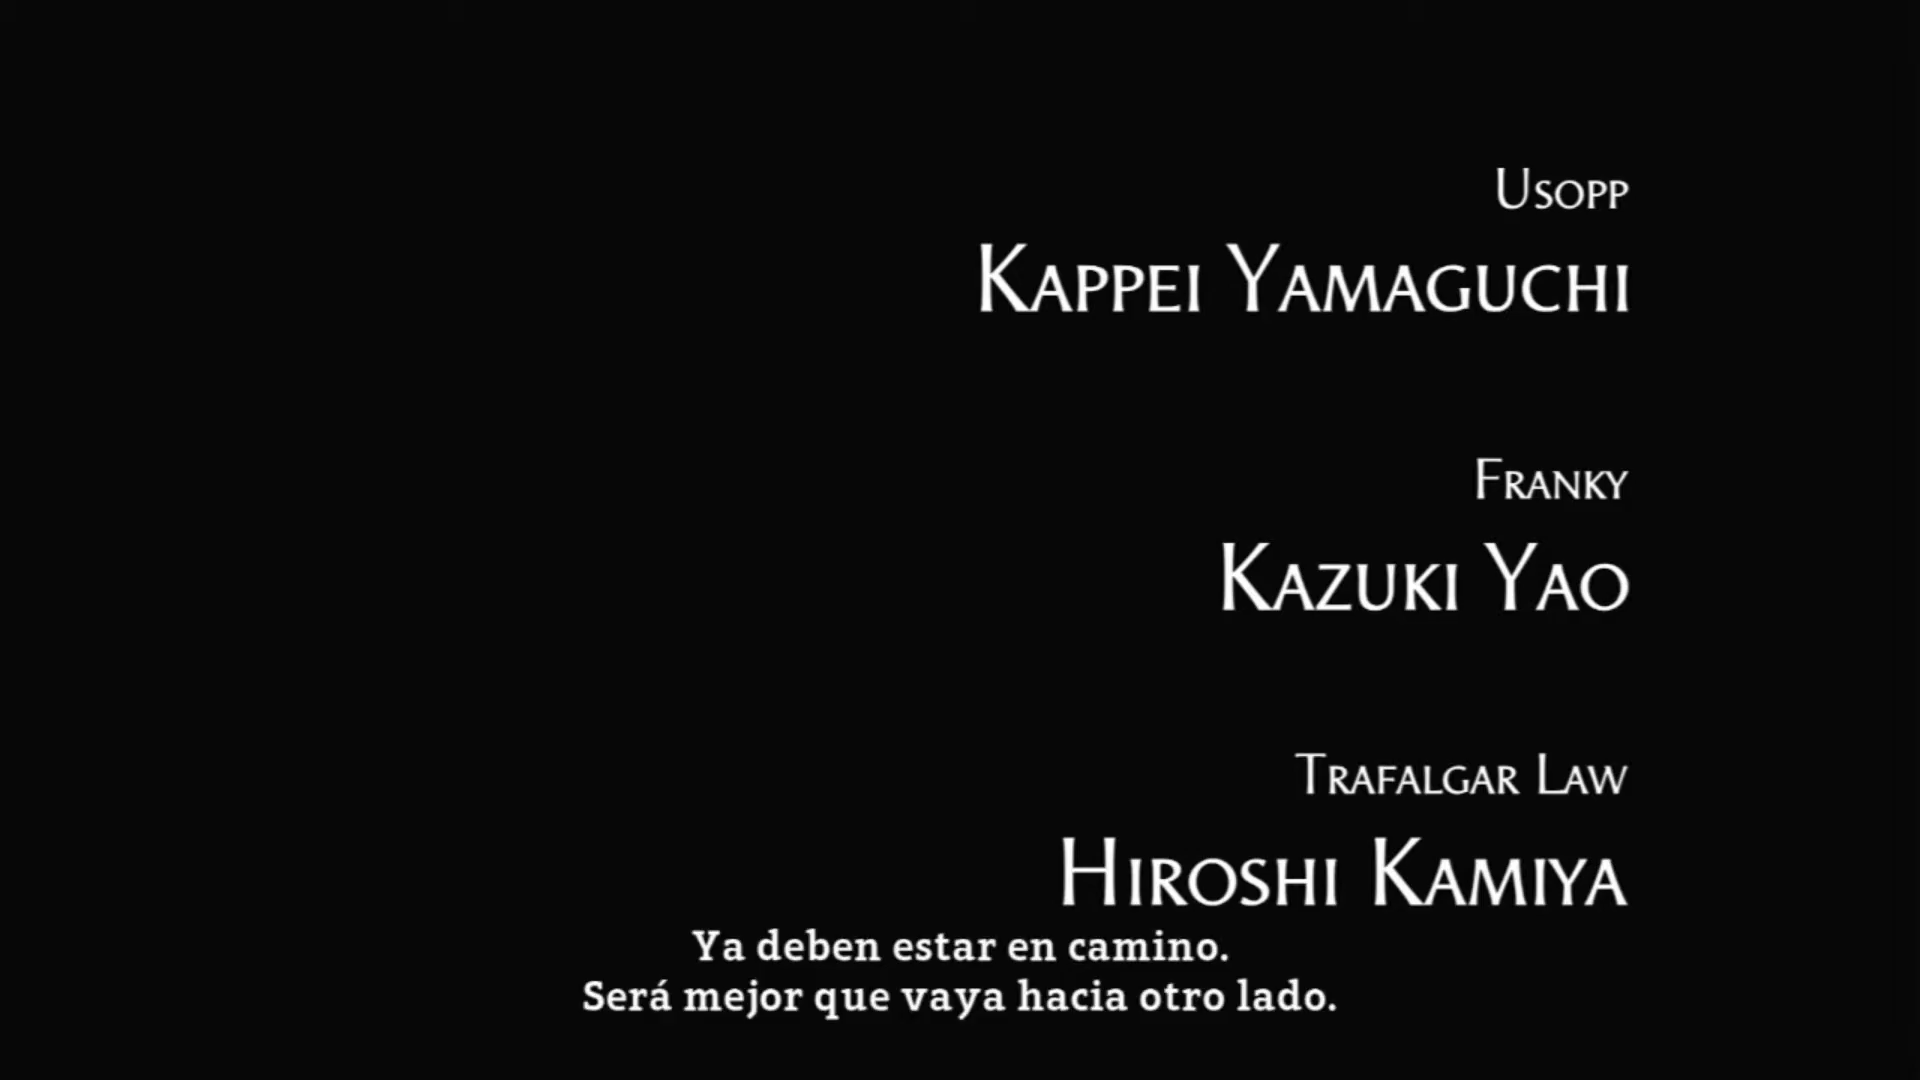 Usopp
Kappei Yamaguchi
Franky
Kazuki Yao
Trafalgar Law
Hiroshi Kamiya
Ya deben estar en camino.
Será mejor que vaya hacia otro lado.